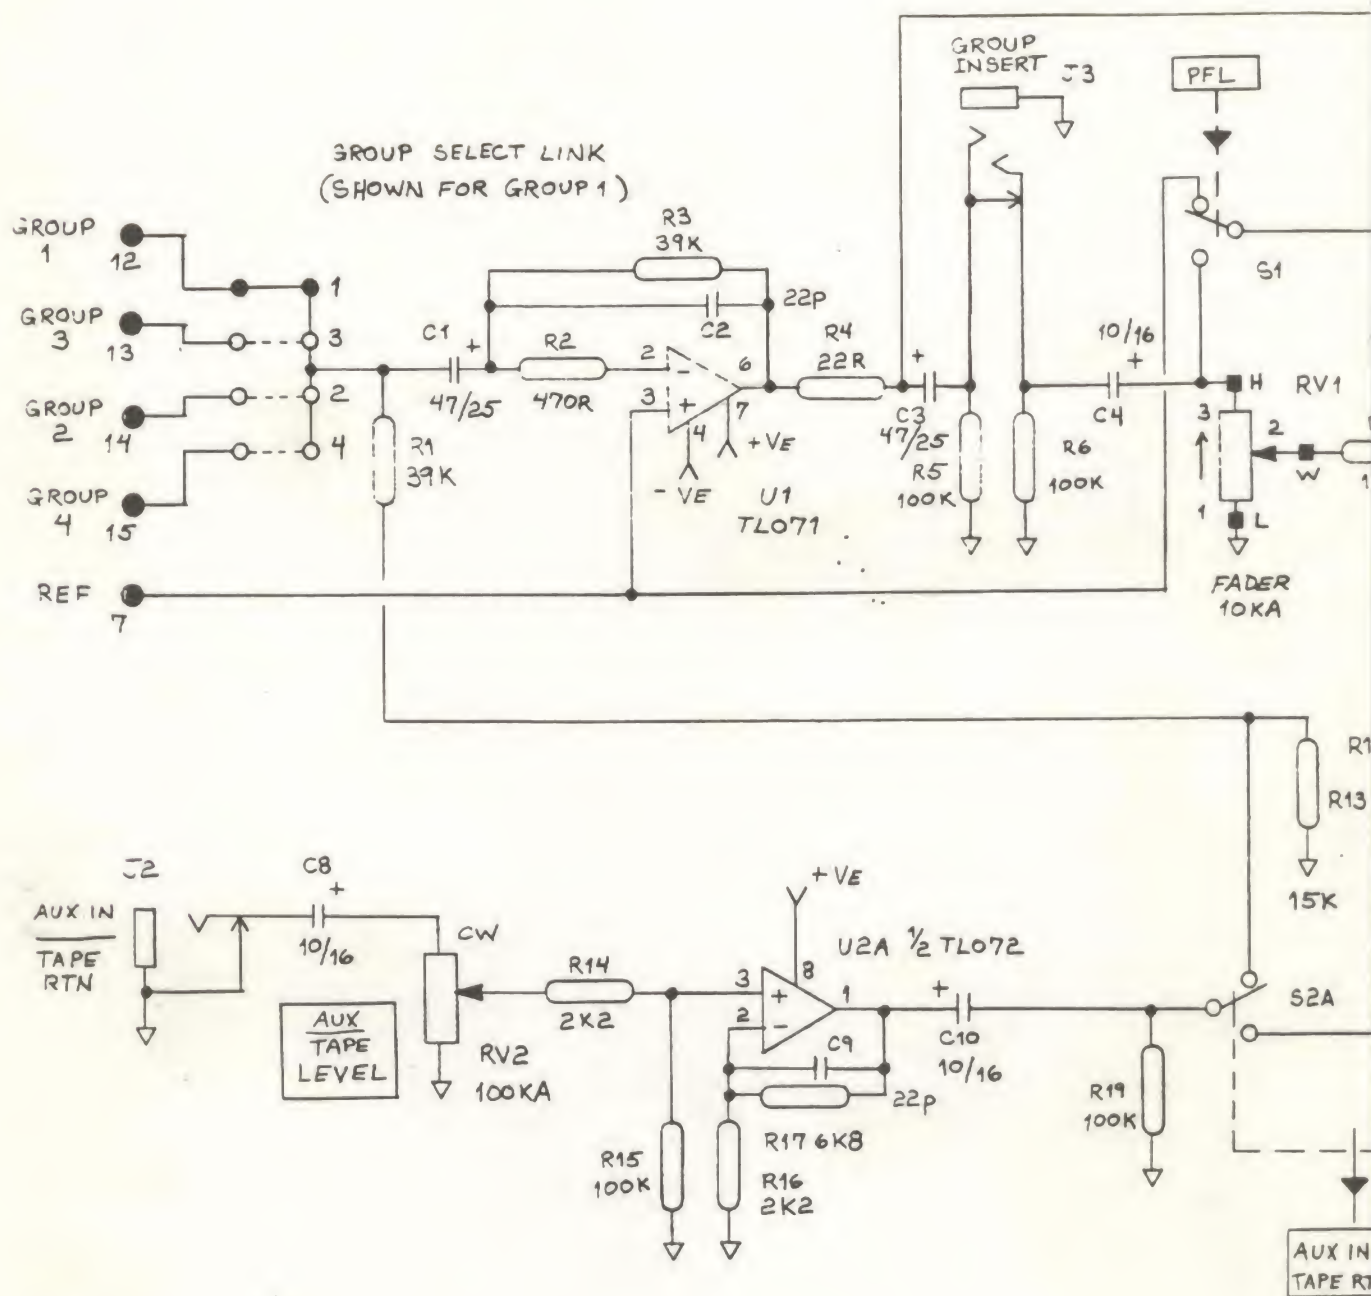 GROUP
INSERT
J3
PFL
GROUP SELECT LINK
(SHOWN FOR GROUP 1)
GROUP
1
12
1
GROUP
3
13
3
GROUP
2
14
2
GROUP
4
15
4
REF
7
R3
39K
C2
22p
C1
+
47/25
R2
470R
R1
39K
2
-
3
+
6
7
4
+VE
- VE
U1
TL071
R4
22R
+
C3
47/25
R5
100K
R6
100K
10/16
+
C4
S1
H
RV1
3
2
W
1
1
L
FADER
10KA
R1
R13
15K
J2
AUX IN
TAPE
RTN
C8
+
10/16
CW
AUX
TAPE
LEVEL
RV2
100KA
R14
2K2
R15
100K
+VE
U2A ½ TL072
8
3
+
2
-
1
C9
22p
R17 6K8
R16
2K2
+
C10
10/16
R19
100K
S2A
AUX IN
TAPE RT